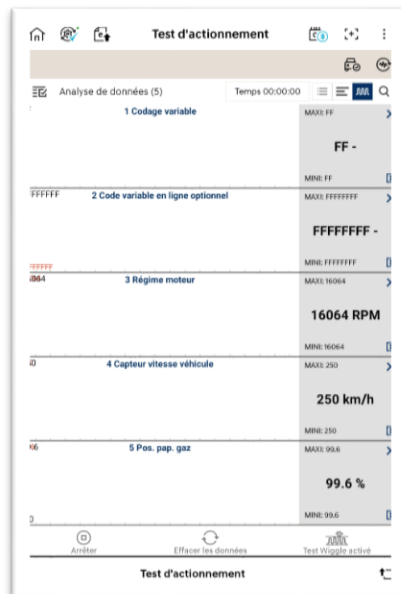 Test d'actionnement
Analyse de données (5)
Temps 00:00:00
1 Codage variable
MAXI: FF
FF -
MINI: FF
FFFFFF
2 Code variable en ligne optionnel
MAXI: FFFFFFFF
FFFFFFFF -
MINI: FFFFFFFF
FFFFFF
3 Régime moteur
MAXI: 16064
16064 RPM
MINI: 16064
4 Capteur vitesse véhicule
MAXI: 250
250 km/h
MINI: 250
5 Pos. pap. gaz
MAXI: 99.6
99.6 %
MINI: 99.6
Arrêter
Effacer les données
Test Wiggle activé
Test d'actionnement